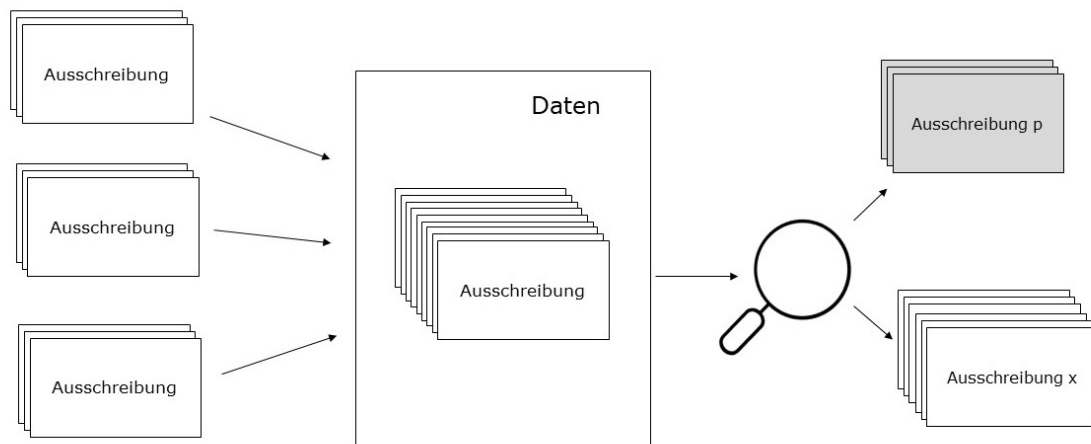 Ausschreibung
Ausschreibung
Ausschreibung
Daten
Ausschreibung
Ausschreibung p
Ausschreibung x